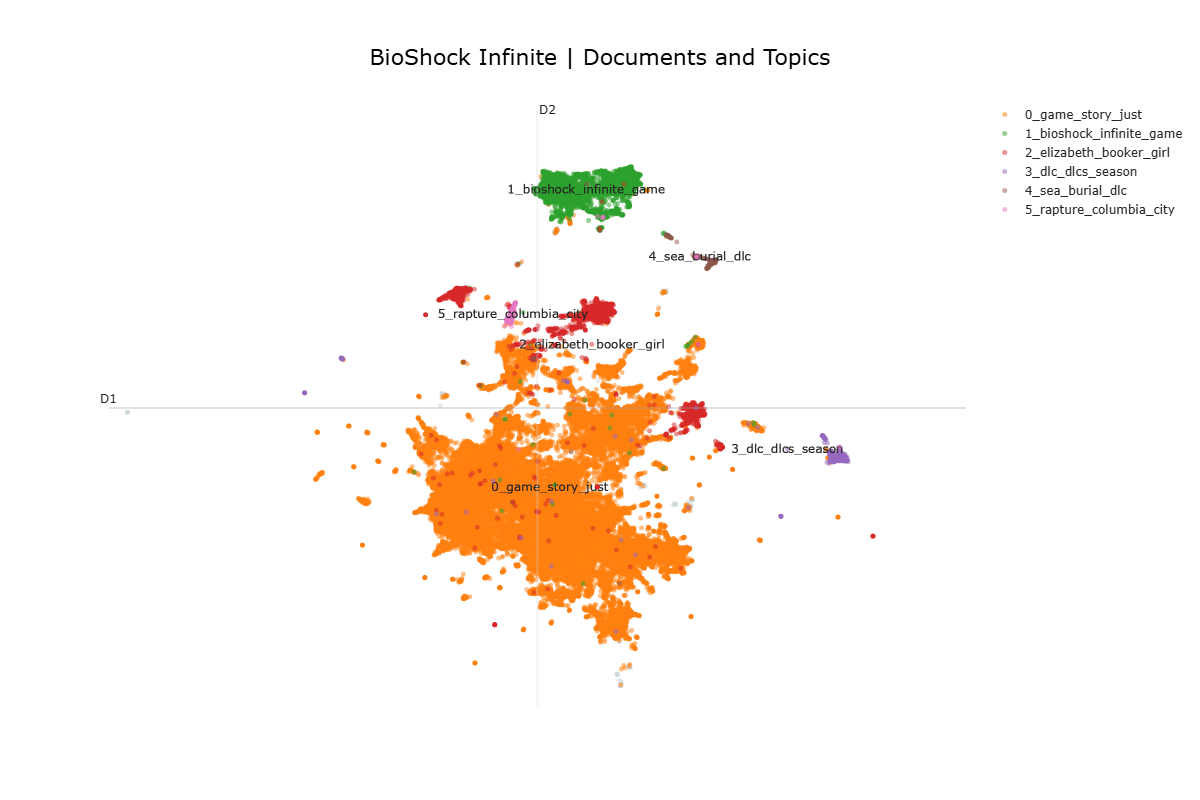 BioShock Infinite | Documents and Topics
D2
0_game_story_just
1_bioshock_infinite_game
2_elizabeth_booker_girl
3_dlc_dlcs_season
4_sea_burial_dlc
5_rapture_columbia_city
1_bioshock_infinite_game
4_sea_burial_dlc
5_rapture_columbia_city
2_elizabeth_booker_girl
D1
3_dlc_dlcs_season
0_game_story_just